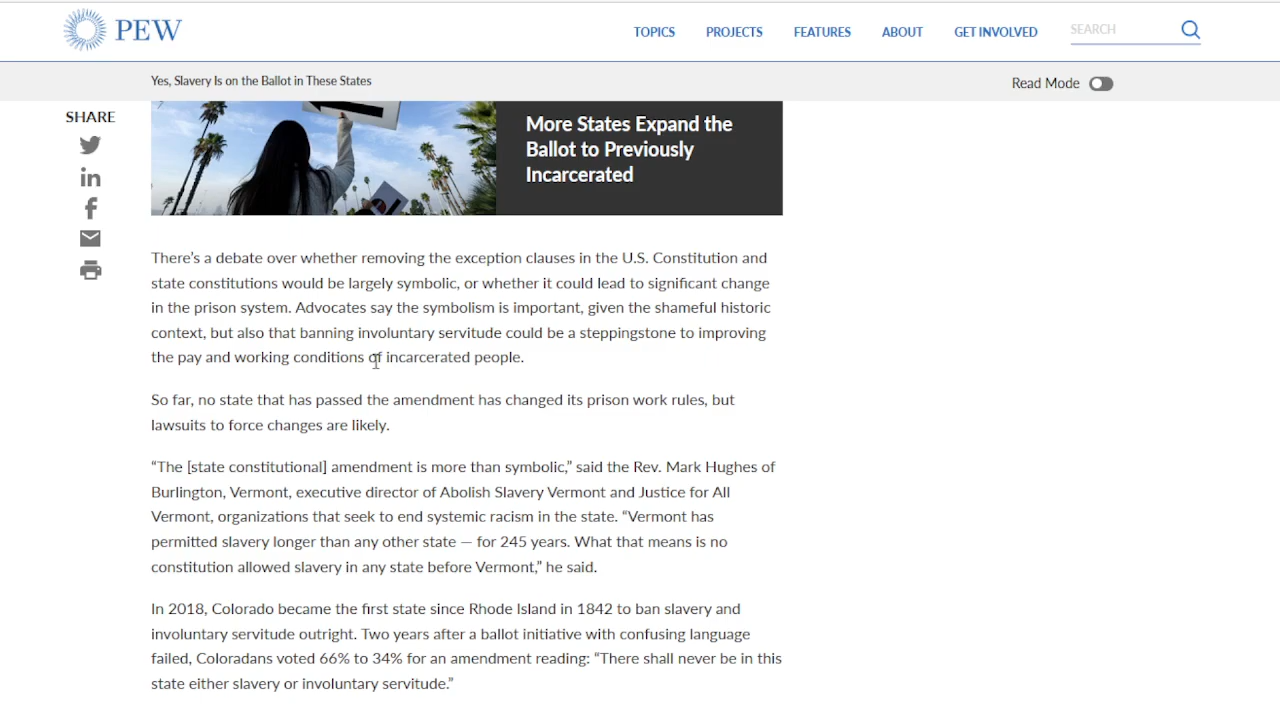 PEW
TOPICS PROJECTS FEATURES ABOUT GET INVOLVED SEARCH
Yes, Slavery Is on the Ballot in These States
Read Mode
SHARE
More States Expand the
Ballot to Previously
Incarcerated
There’s a debate over whether removing the exception clauses in the U.S. Constitution and
state constitutions would be largely symbolic, or whether it could lead to significant change
in the prison system. Advocates say the symbolism is important, given the shameful historic
context, but also that banning involuntary servitude could be a steppingstone to improving
the pay and working conditions of incarcerated people.
So far, no state that has passed the amendment has changed its prison work rules, but
lawsuits to force changes are likely.
“The [state constitutional] amendment is more than symbolic,” said the Rev. Mark Hughes of
Burlington, Vermont, executive director of Abolish Slavery Vermont and Justice for All
Vermont, organizations that seek to end systemic racism in the state. “Vermont has
permitted slavery longer than any other state — for 245 years. What that means is no
constitution allowed slavery in any state before Vermont,” he said.
In 2018, Colorado became the first state since Rhode Island in 1842 to ban slavery and
involuntary servitude outright. Two years after a ballot initiative with confusing language
failed, Coloradans voted 66% to 34% for an amendment reading: “There shall never be in this
state either slavery or involuntary servitude.”